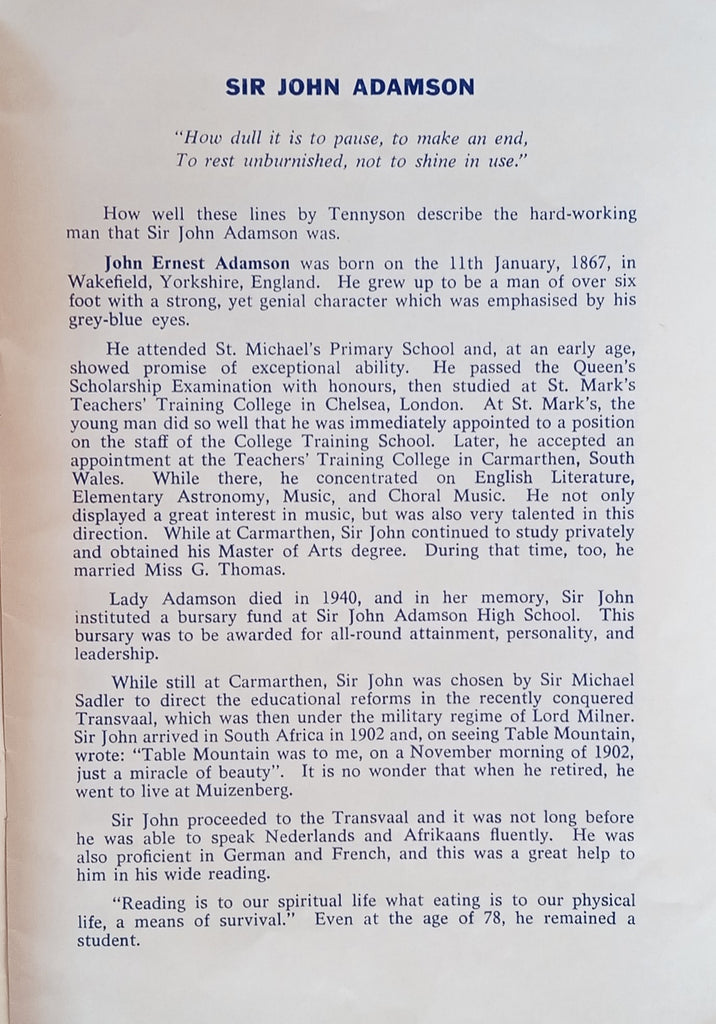 SIR JOHN ADAMSON
"How dull it is to pause, to make an end,
To rest unburnished, not to shine in use."
How well these lines by Tennyson describe the hard-working
man that Sir John Adamson was.
John Ernest Adamson was born on the 11th January, 1867, in
Wakefield, Yorkshire, England. He grew up to be a man of over six
foot with a strong, yet genial character which was emphasised by his
grey-blue eyes.
He attended St. Michael's Primary School and, at an early age,
showed promise of exceptional ability. He passed the Queen's
Scholarship Examination with honours, then studied at St. Mark's
Teachers' Training College in Chelsea, London. At St. Mark's, the
young man did so well that he was immediately appointed to a position
on the staff of the College Training School. Later, he accepted an
appointment at the Teachers' Training College in Carmarthen, South
Wales. While there, he concentrated on English Literature,
Elementary Astronomy, Music, and Choral Music. He not only
displayed a great interest in music, but was also very talented in this
direction. While at Carmarthen, Sir John continued to study privately
and obtained his Master of Arts degree. During that time, too, he
married Miss G. Thomas.
Lady Adamson died in 1940, and in her memory, Sir John
instituted a bursary fund at Sir John Adamson High School. This
bursary was to be awarded for all-round attainment, personality, and
leadership.
While still at Carmarthen, Sir John was chosen by Sir Michael
Sadler to direct the educational reforms in the recently conquered
Transvaal, which was then under the military regime of Lord Milner.
Sir John arrived in South Africa in 1902 and, on seeing Table Mountain,
wrote: "Table Mountain was to me, on a November morning of 1902,
just a miracle of beauty". It is no wonder that when he retired, he
went to live at Muizenberg.
Sir John proceeded to the Transvaal and it was not long before
he was able to speak Nederlands and Afrikaans fluently. He was
also proficient in German and French, and this was a great help to
him in his wide reading.
"Reading is to our spiritual life what eating is to our physical
life, a means of survival." Even at the age of 78, he remained a
student.